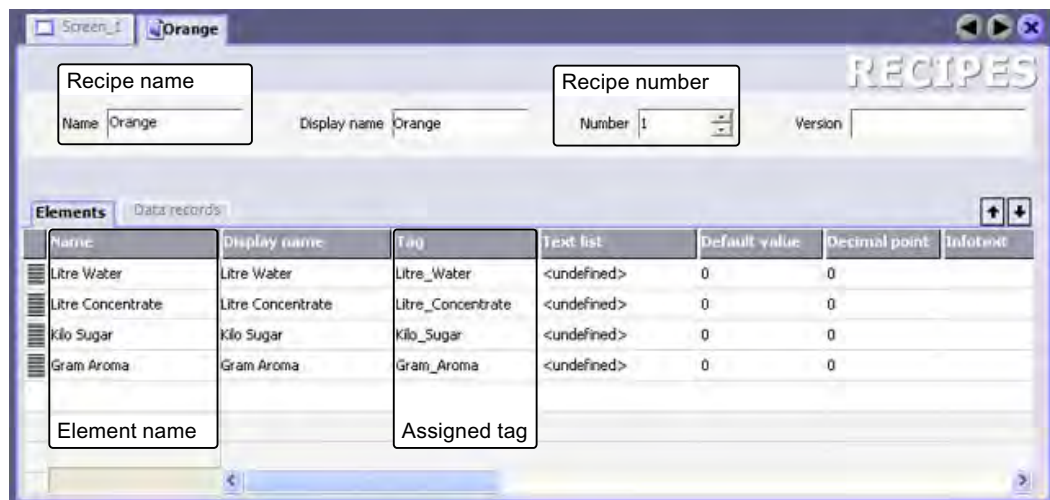 Screen_1 Orange
RECIPES
Recipe name Recipe number
Name Orange Display name Orange Number 1 Version
Elements Data records
Name Display name Tag Text list Default value Decimal point Infotext
Litre Water Litre Water Litre_Water <undefined> 0 0
Litre Concentrate Litre Concentrate Litre_Concentrate <undefined> 0 0
Kilo Sugar Kilo Sugar Kilo_Sugar <undefined> 0 0
Gram Aroma Gram Aroma Gram_Aroma <undefined> 0 0
Element name Assigned tag